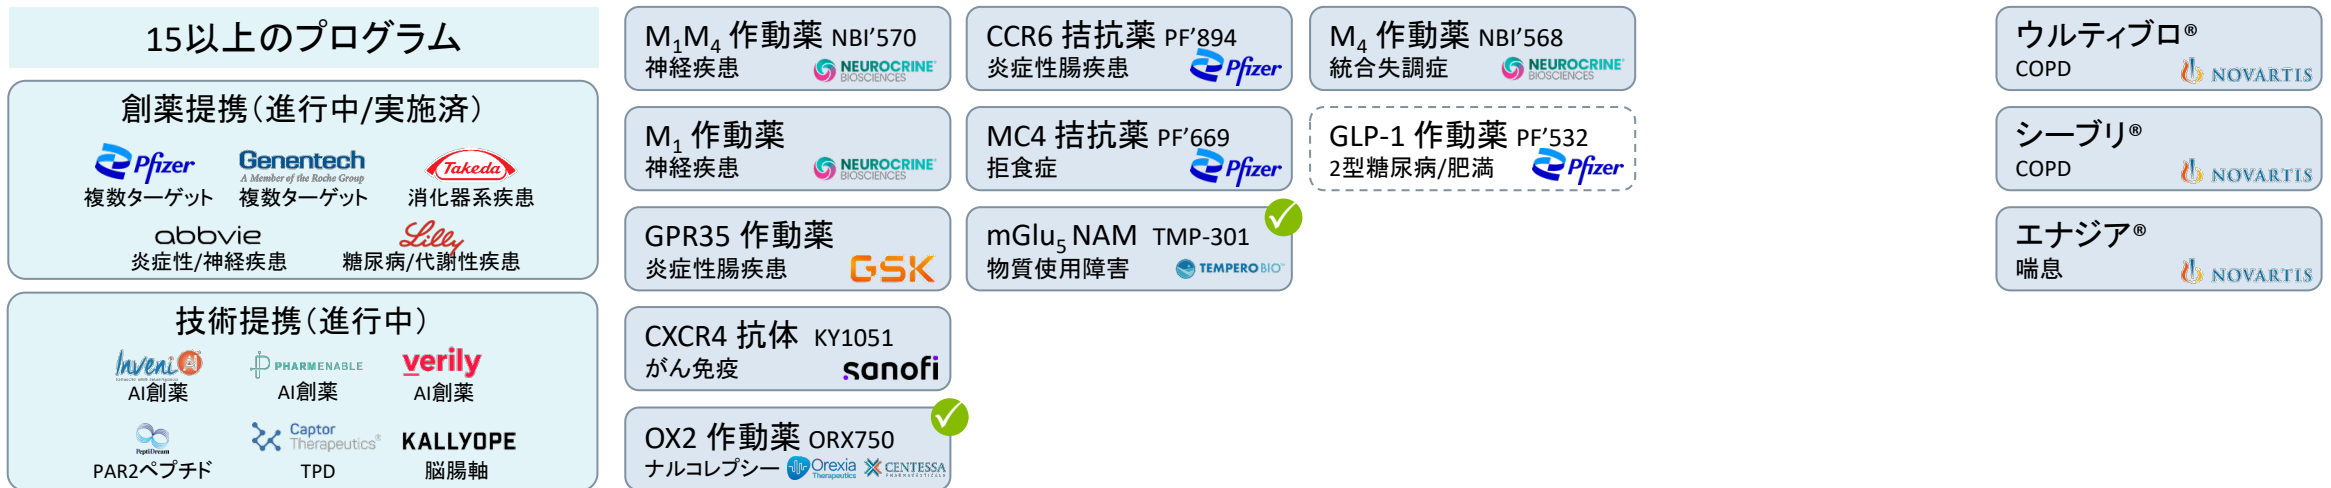 15以上のプログラム
創薬提携（進行中/実施済）
Pfizer
複数ターゲット
Genentech
A Member of the Roche Group
複数ターゲット
Takeda
消化器系疾患
abbvie
炎症性/神経疾患
Lilly
糖尿病/代謝性疾患
技術提携（進行中）
InveniAI
AI創薬
PHARMENABLE
AI創薬
verily
AI創薬
PeptiDream
PAR2ペプチド
Captor
Therapeutics®
TPD
KALLYOPE
脳腸軸
M₁M₄ 作動薬 NBI’570
神経疾患
NEUROCRINE®
BIOSCIENCES
M₁ 作動薬
神経疾患
NEUROCRINE®
BIOSCIENCES
GPR35 作動薬
炎症性腸疾患
GSK
CXCR4 抗体 KY1051
がん免疫
sanofi
OX2 作動薬 ORX750
ナルコレプシー
Orexia
Therapeutics
CENTESSA
PHARMACEUTICALS
CCR6 拮抗薬 PF’894
炎症性腸疾患
Pfizer
MC4 拮抗薬 PF’669
拒食症
Pfizer
mGlu₅ NAM TMP-301
物質使用障害
TEMPERO BIO™
M₄ 作動薬 NBI’568
統合失調症
NEUROCRINE®
BIOSCIENCES
GLP-1 作動薬 PF’532
2型糖尿病/肥満
Pfizer
ウルティブロ®
COPD
NOVARTIS
シーブリ®
COPD
NOVARTIS
エナジア®
喘息
NOVARTIS